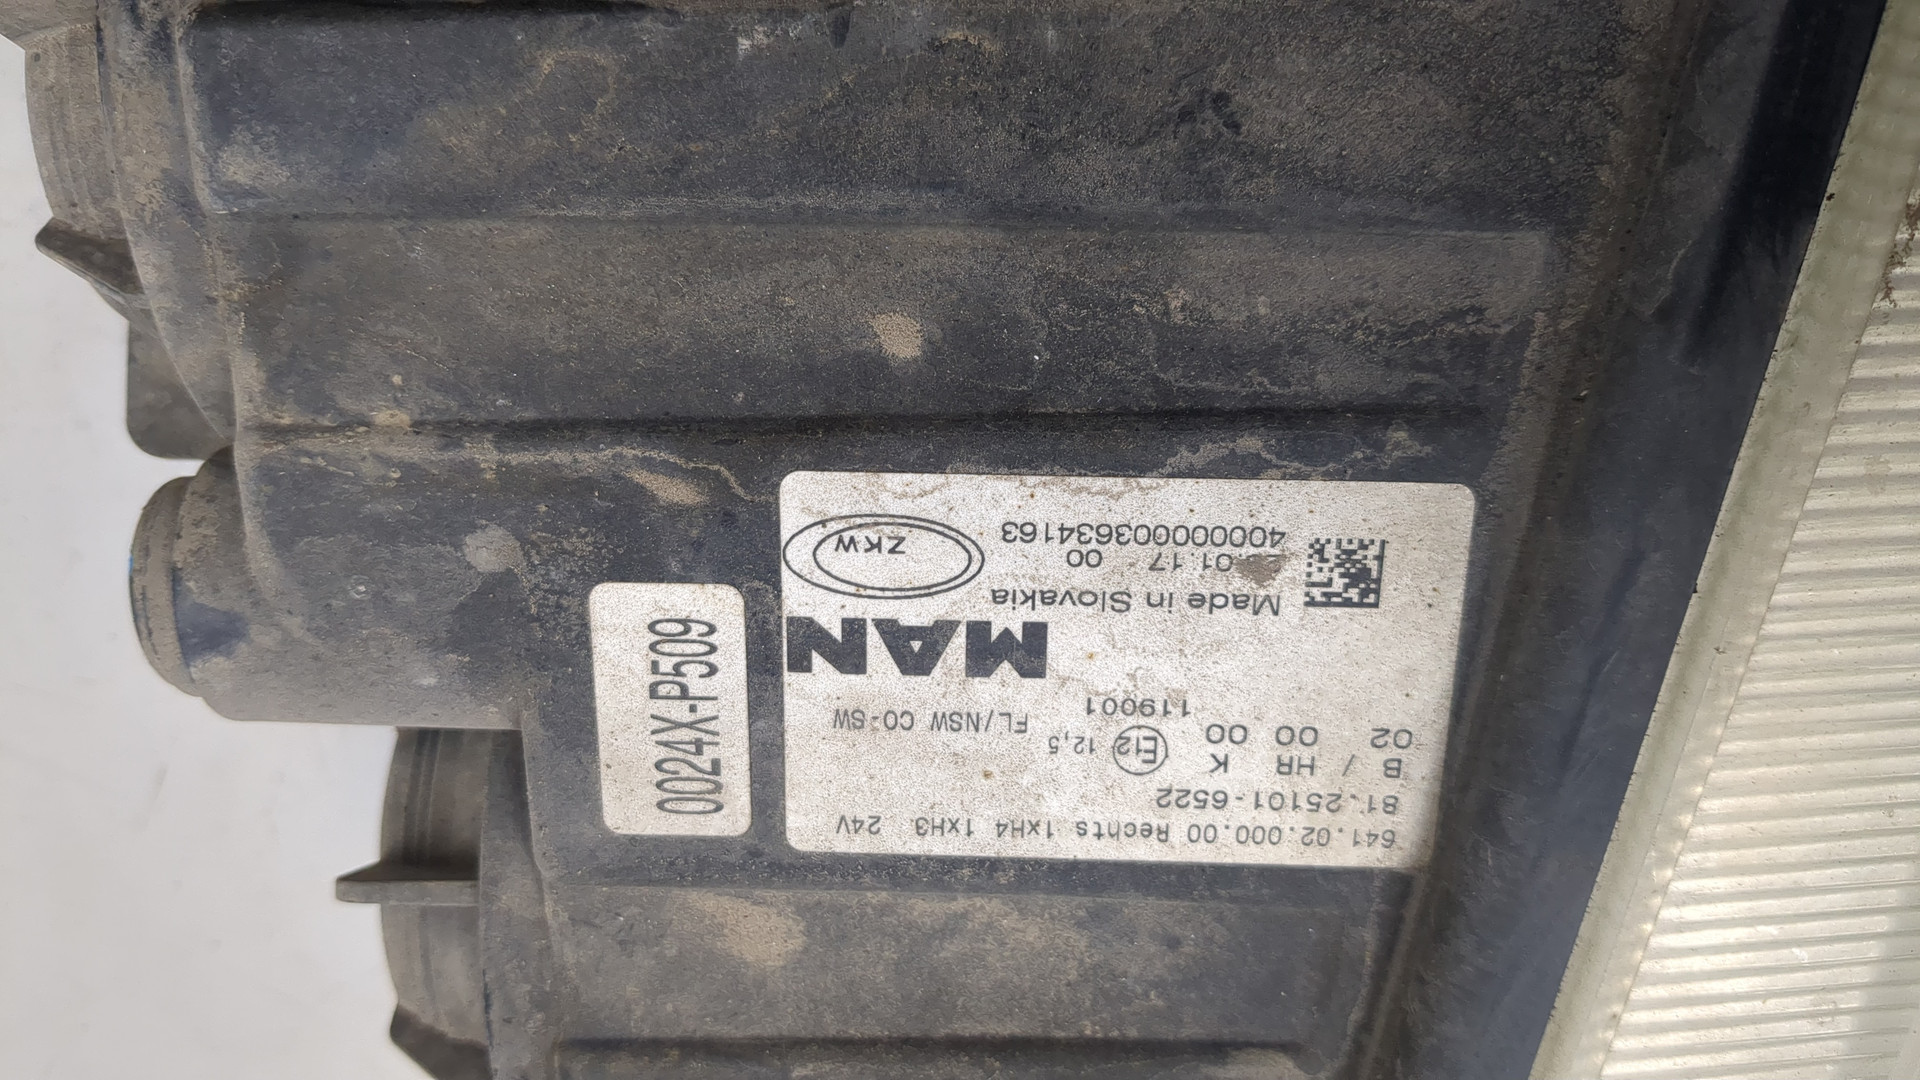 641.02.000.00 Rechts 1xH4 1xH3 24V
81.25101-6522
B / HR K E12 12,5
02 00 00 FL/NSW CO-SW
119001
MAN
Made in Slovakia
01.17 00
40000003634163
ZKW
0024X-P509